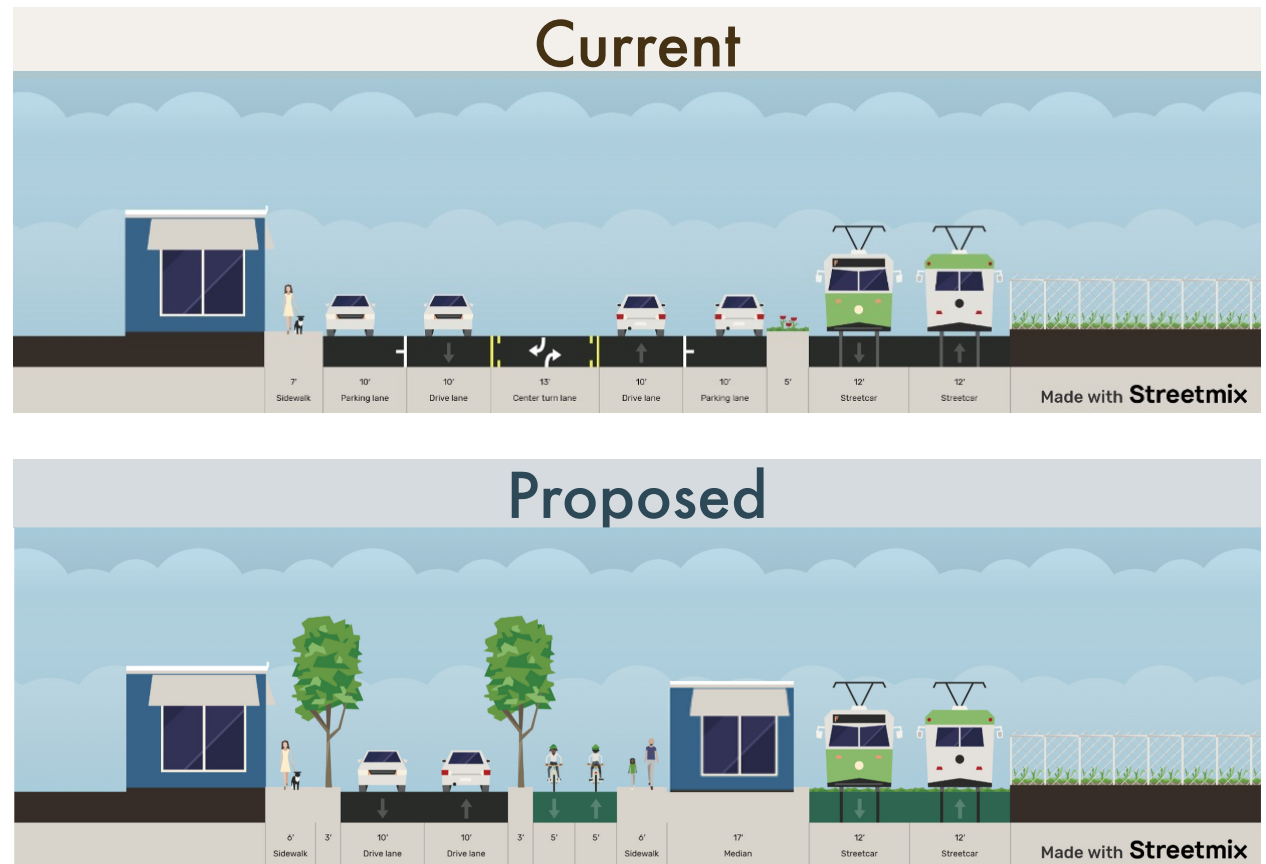 Current
7' 10' 10' 13' 10' 10' 5' 12' 12'
Sidewalk Parking lane Drive lane Center turn lane Drive lane Parking lane Streetcar Streetcar
Made with Streetmix
Proposed
6' 3' 10' 10' 3' 5' 5' 6' 17' 12' 12'
Sidewalk Drive lane Drive lane Sidewalk Median Streetcar Streetcar
Made with Streetmix